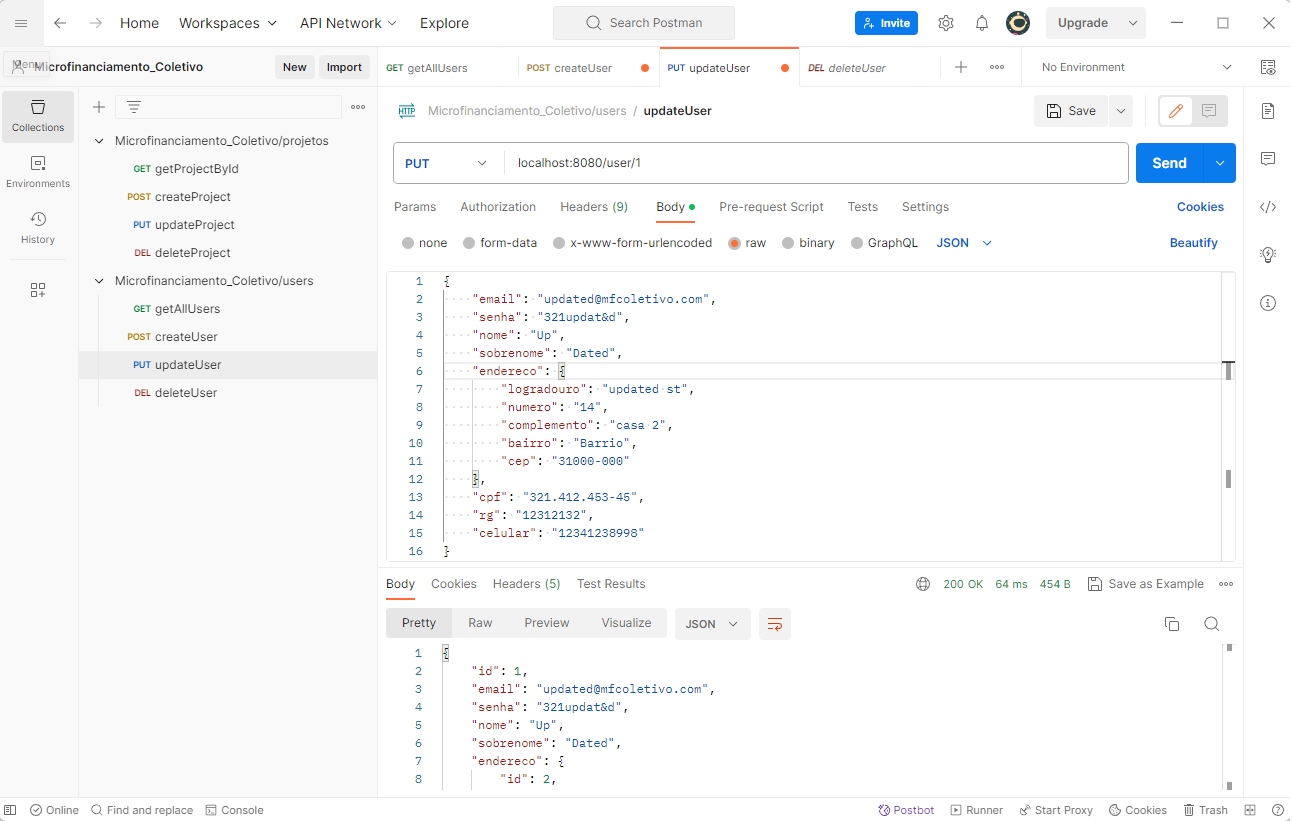 Home Workspaces API Network Explore Search Postman Invite Upgrade
Menu Microfinanciamento_Coletivo New Import GET getAllUsers POST createUser PUT updateUser DEL deleteUser No Environment
Collections
Environments
History
Microfinanciamento_Coletivo/projetos
GET getProjectById
POST createProject
PUT updateProject
DEL deleteProject
Microfinanciamento_Coletivo/users
GET getAllUsers
POST createUser
PUT updateUser
DEL deleteUser
HTTP Microfinanciamento_Coletivo/users / updateUser Save
PUT localhost:8080/user/1 Send
Params Authorization Headers (9) Body Pre-request Script Tests Settings Cookies
none form-data x-www-form-urlencoded raw binary GraphQL JSON Beautify
1 {
2 "email": "updated@mfcoletivo.com",
3 "senha": "321updat&d",
4 "nome": "Up",
5 "sobrenome": "Dated",
6 "endereco": {
7 "logradouro": "updated st",
8 "numero": "14",
9 "complemento": "casa 2",
10 "bairro": "Barrio",
11 "cep": "31000-000"
12 },
13 "cpf": "321.412.453-45",
14 "rg": "12312132",
15 "celular": "12341238998"
16 }
Body Cookies Headers (5) Test Results 200 OK 64 ms 454 B Save as Example
Pretty Raw Preview Visualize JSON
1 {
2 "id": 1,
3 "email": "updated@mfcoletivo.com",
4 "senha": "321updat&d",
5 "nome": "Up",
6 "sobrenome": "Dated",
7 "endereco": {
8 "id": 2,
Online Find and replace Console Postbot Runner Start Proxy Cookies Trash